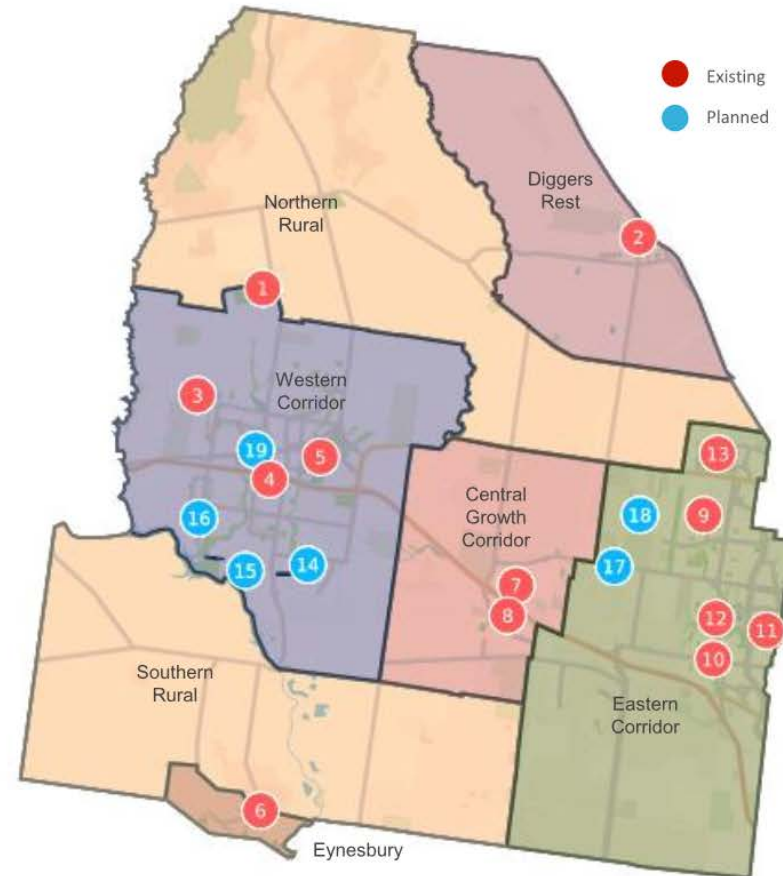 Existing
Planned
Diggers
Rest
Northern
Rural
2
1
Western
Corridor
3
19
5
4
13
Central
Growth
Corridor
16
18
9
17
15
14
7
8
12
11
10
Southern
Rural
Eastern
Corridor
6
Eynesbury